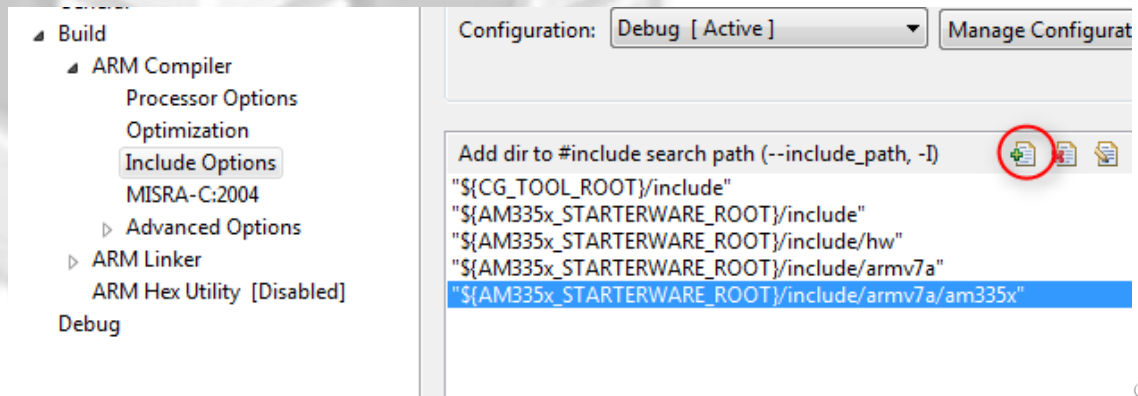 Build
ARM Compiler
Processor Options
Optimization
Include Options
MISRA-C:2004
Advanced Options
ARM Linker
ARM Hex Utility [Disabled]
Debug
Configuration: Debug [ Active ] Manage Configurat
Add dir to #include search path (--include_path, -I)
"${CG_TOOL_ROOT}/include"
"${AM335x_STARTERWARE_ROOT}/include"
"${AM335x_STARTERWARE_ROOT}/include/hw"
"${AM335x_STARTERWARE_ROOT}/include/armv7a"
"${AM335x_STARTERWARE_ROOT}/include/armv7a/am335x"